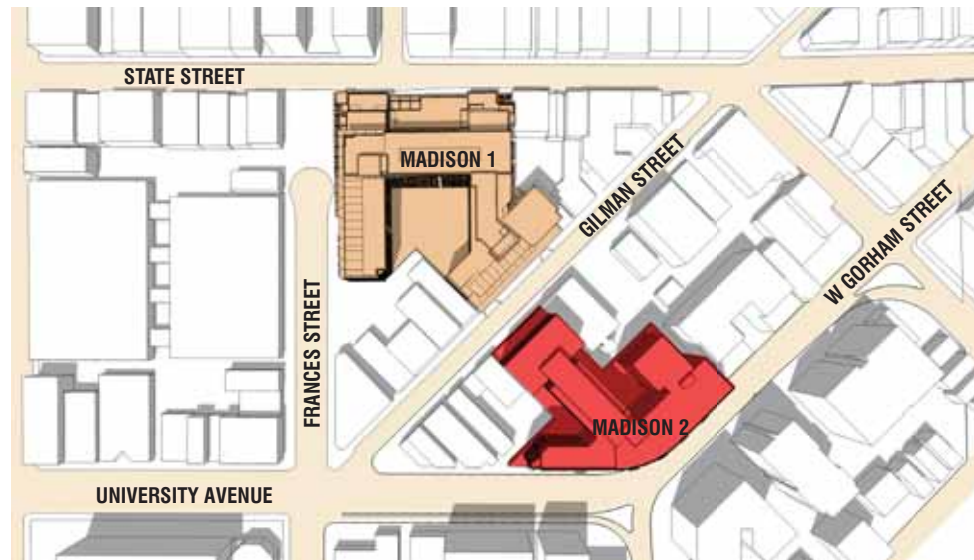 STATE STREET
MADISON 1
GILMAN STREET
W GORHAM STREET
FRANCES STREET
MADISON 2
UNIVERSITY AVENUE